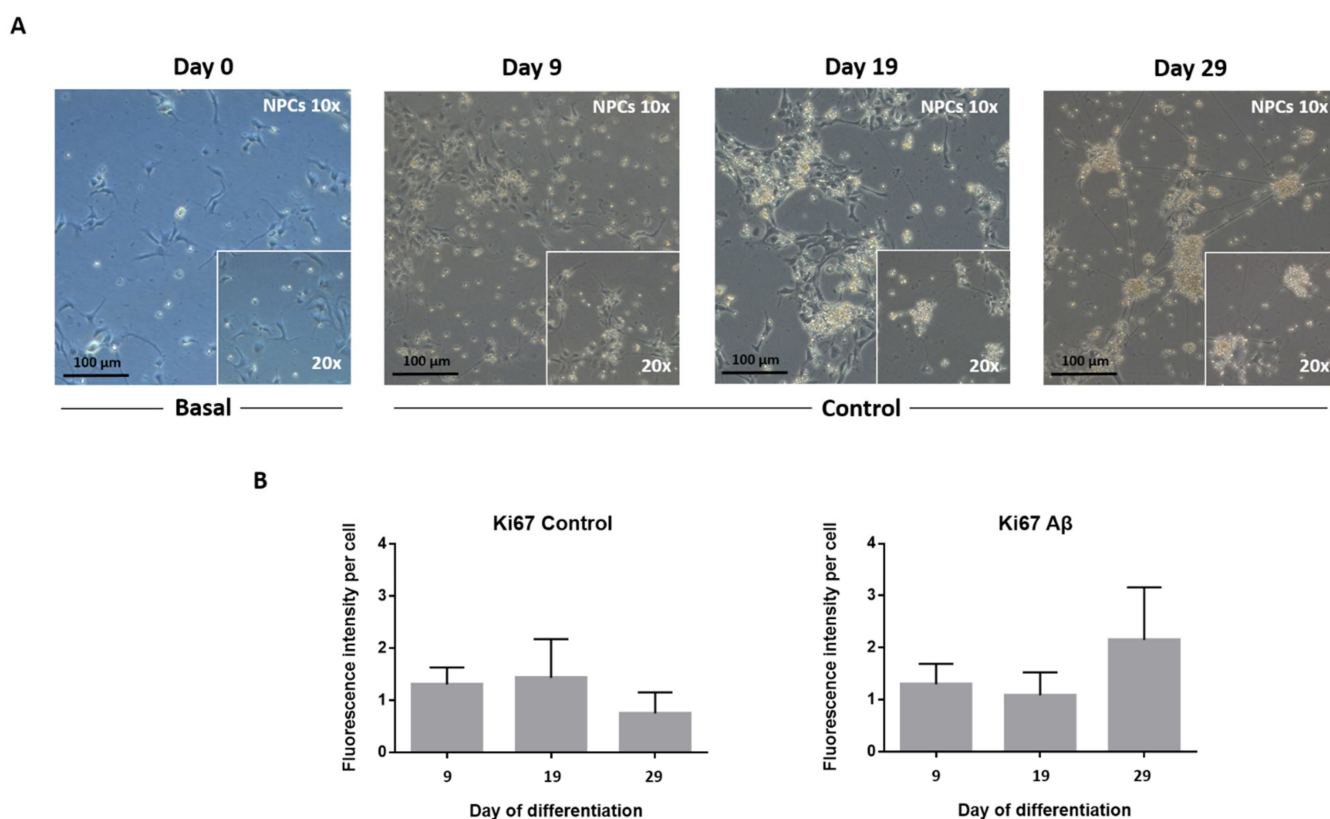 A
Day 0
Day 9
Day 19
Day 29
NPCs 10x
NPCs 10x
NPCs 10x
NPCs 10x
100 µm
20x
100 µm
20x
100 µm
20x
100 µm
20x
Basal
Control
B
Ki67 Control
Fluorescence intensity per cell
4
3
2
1
0
9
19
29
Day of differentiation
Ki67 Aβ
Fluorescence intensity per cell
4
3
2
1
0
9
19
29
Day of differentiation